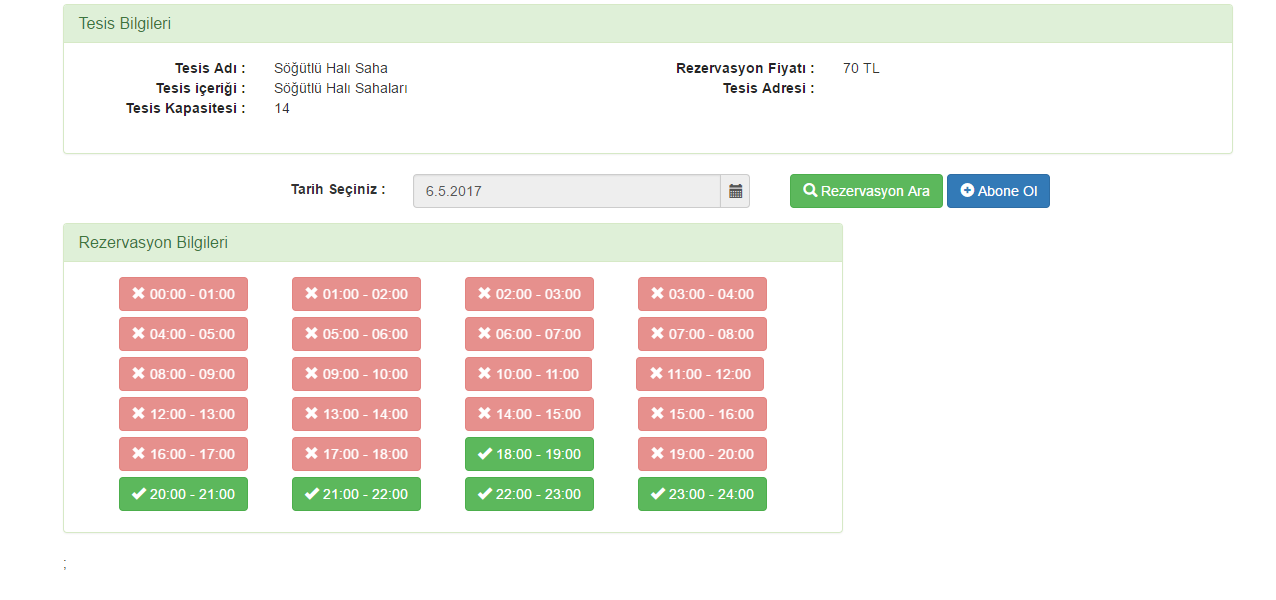 Tesis Bilgileri
Tesis Adı : Söğütlü Halı Saha Rezervasyon Fiyatı : 70 TL
Tesis içeriği : Söğütlü Halı Sahaları Tesis Adresi :
Tesis Kapasitesi : 14
Tarih Seçiniz : 6.5.2017 Rezervasyon Ara Abone Ol
Rezervasyon Bilgileri
00:00 - 01:00 01:00 - 02:00 02:00 - 03:00 03:00 - 04:00
04:00 - 05:00 05:00 - 06:00 06:00 - 07:00 07:00 - 08:00
08:00 - 09:00 09:00 - 10:00 10:00 - 11:00 11:00 - 12:00
12:00 - 13:00 13:00 - 14:00 14:00 - 15:00 15:00 - 16:00
16:00 - 17:00 17:00 - 18:00 18:00 - 19:00 19:00 - 20:00
20:00 - 21:00 21:00 - 22:00 22:00 - 23:00 23:00 - 24:00
;